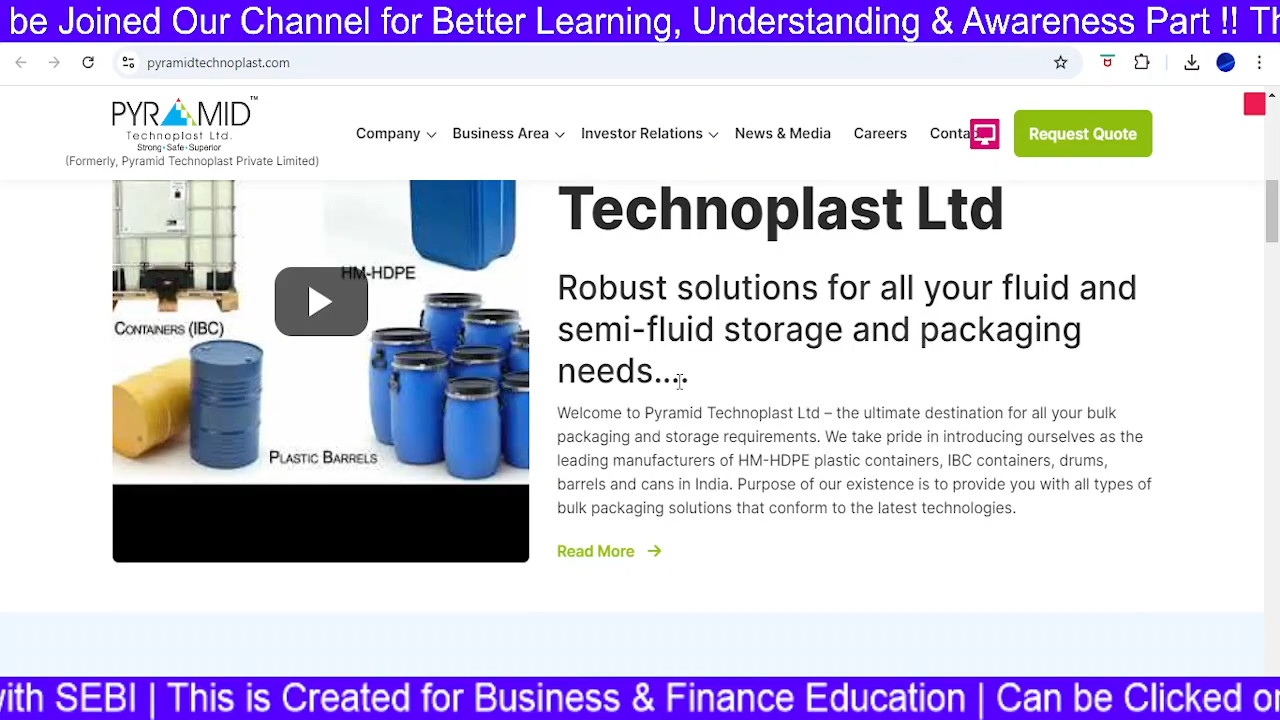 be Joined Our Channel for Better Learning, Understanding & Awareness Part !! Th
pyramidtechnoplast.com
PYRAMID™
Technoplast Ltd.
Strong•Safe•Superior
(Formerly, Pyramid Technoplast Private Limited)
Company
Business Area
Investor Relations
News & Media
Careers
Contac
Request Quote
HM-HDPE
CONTAINERS (IBC)
PLASTIC BARRELS
Technoplast Ltd
Robust solutions for all your fluid and
semi-fluid storage and packaging
needs....
Welcome to Pyramid Technoplast Ltd – the ultimate destination for all your bulk
packaging and storage requirements. We take pride in introducing ourselves as the
leading manufacturers of HM-HDPE plastic containers, IBC containers, drums,
barrels and cans in India. Purpose of our existence is to provide you with all types of
bulk packaging solutions that conform to the latest technologies.
Read More
vith SEBI | This is Created for Business & Finance Education | Can be Clicked or